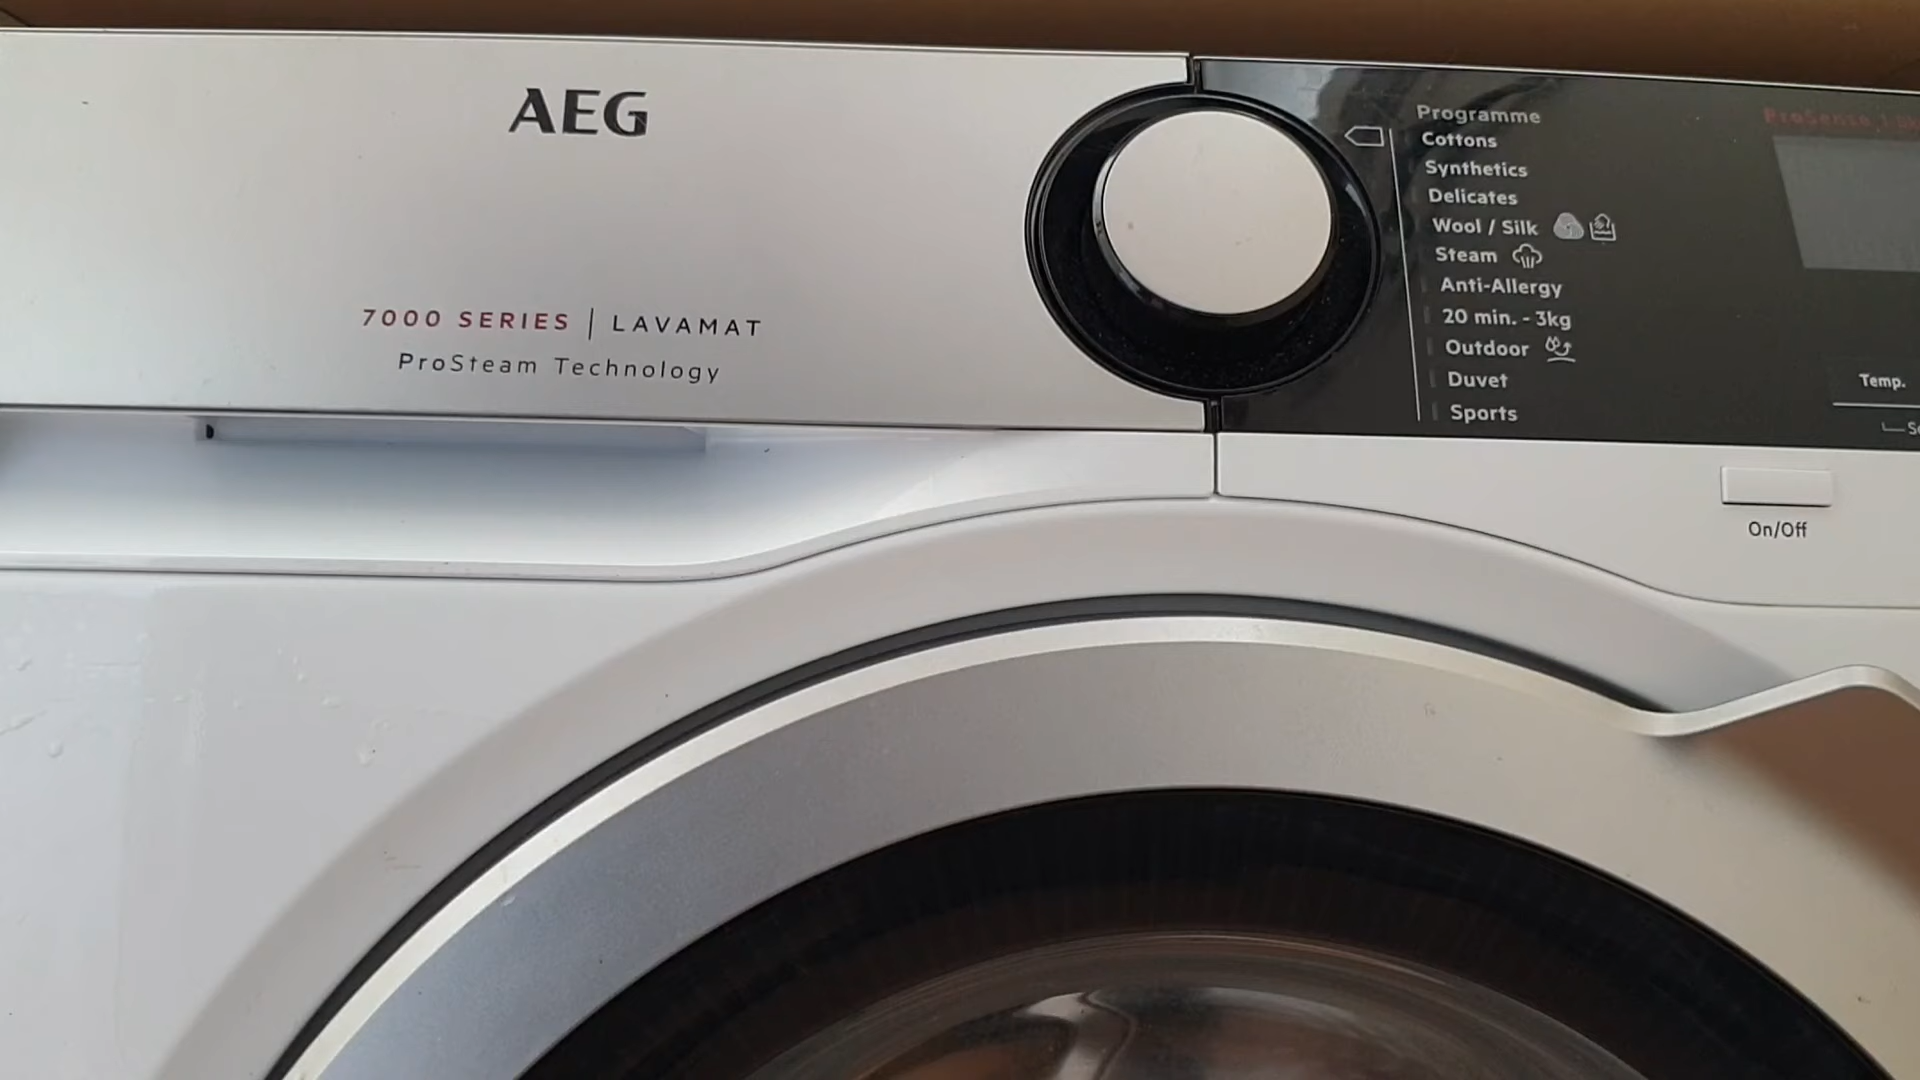 AEG
7000 SERIES | LAVAMAT
ProSteam Technology
Programme
Cottons
Synthetics
Delicates
Wool / Silk
Steam
Anti-Allergy
20 min. - 3kg
Outdoor
Duvet
Sports
ProSense
Temp.
On/Off